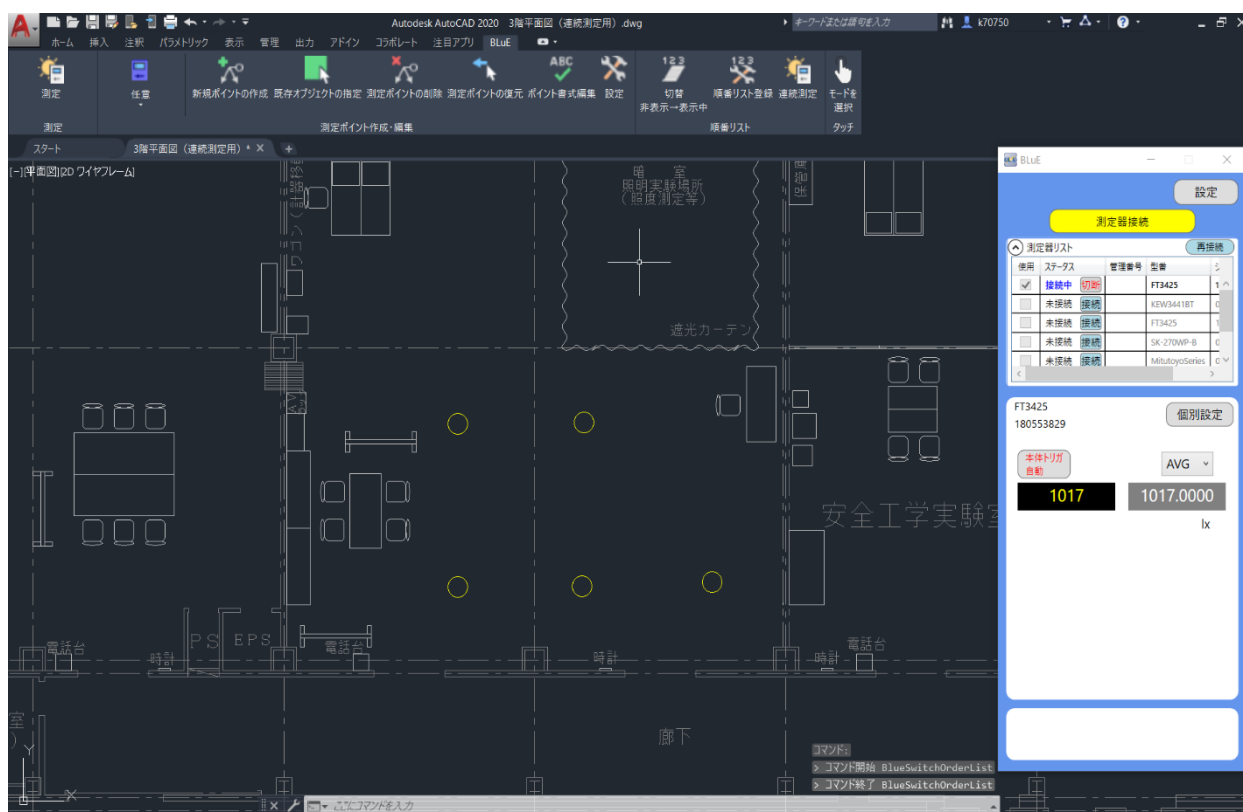 Autodesk AutoCAD 2020 3階平面図（連続測定用）.dwg
キーワードまたは語句を入力
k70750
ホーム 挿入 注釈 パラメトリック 表示 管理 出力 アドイン コラボレート 注目アプリ BLuE
ABC
123
123
測定 任意 新規ポイントの作成 既存オブジェクトの指定 測定ポイントの削除 測定ポイントの復元 ポイント書式編集 設定 切替 順番リスト登録 連続測定 モードを
非表示→表示中 選択
測定 測定ポイント作成・編集 順番リスト タッチ
スタート 3階平面図（連続測定用）* X +
[-][平面図][2D ワイヤフレーム]
暗 室
照明実験場所
（照度測定等）
ワゴン
遮光カーテン
AV
安全工学実験室
PS EPS
電話台
時計
電話台
時計
時計
電話台
廊下
室
)
Y
X
コマンド:
> コマンド開始 BlueSwitchOrderList
> コマンド終了 BlueSwitchOrderList
ここにコマンドを入力
BLuE
設定
測定器接続
測定器リスト 再接続
使用 ステータス 管理番号 型番
接続中 切断 FT3425 1
未接続 接続 KEW3441BT 0
未接続 接続 FT3425 1
未接続 接続 SK-270WP-B 0
未接続 接続 MitutoyoSeries 0
FT3425
180553829
個別設定
本体トリガ
自動
AVG
1017 1017.0000
lx